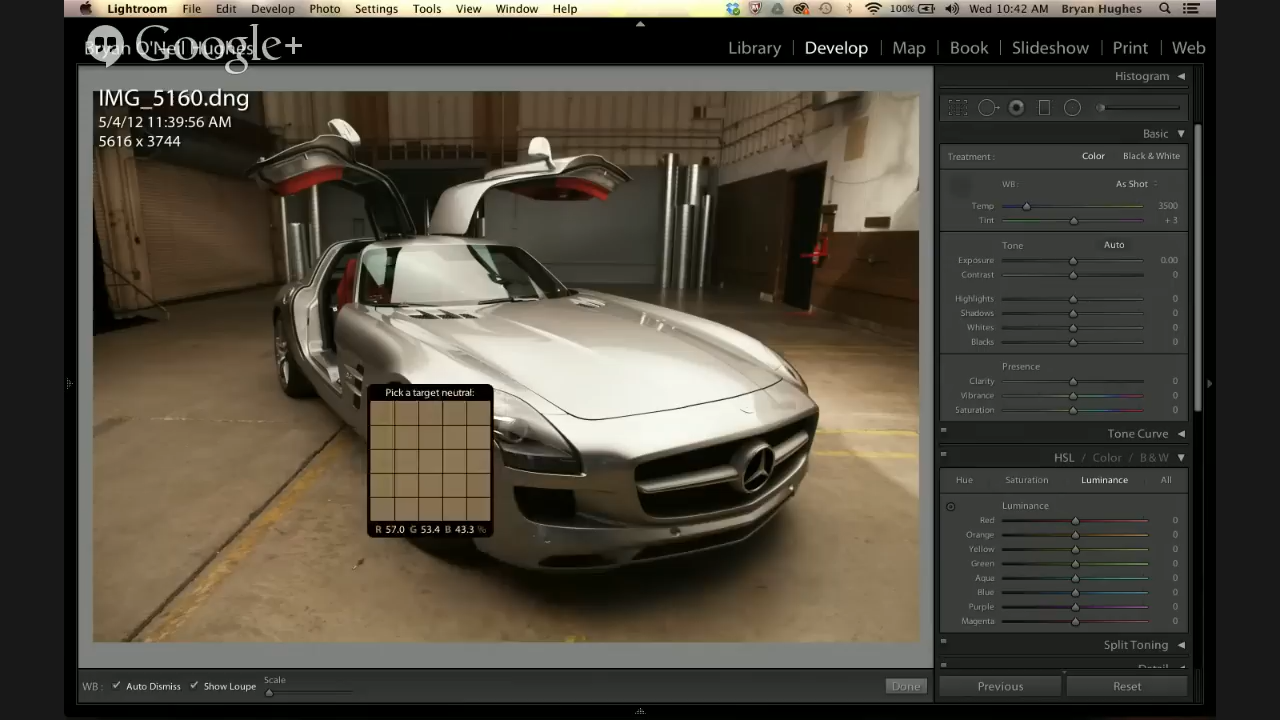 Lightroom File Edit Develop Photo Settings Tools View Window Help 100% Wed 10:42 AM Bryan Hughes
Bryan O'Neil Hughes
Google+
Library Develop Map Book Slideshow Print Web
IMG_5160.dng
5/4/12 11:39:56 AM
5616 x 3744
Histogram
Basic
Treatment: Color Black & White
WB: As Shot
Temp 3500
Tint + 3
Tone Auto
Exposure 0.00
Contrast 0
Highlights 0
Shadows 0
Whites 0
Blacks 0
Presence
Clarity 0
Vibrance 0
Saturation 0
Tone Curve
HSL / Color / B & W
Hue Saturation Luminance All
Luminance
Red 0
Orange 0
Yellow 0
Green 0
Aqua 0
Blue 0
Purple 0
Magenta 0
Split Toning
Detail
Pick a target neutral:
R 57.0 G 53.4 B 43.3 %
WB: Auto Dismiss Show Loupe Scale Done
Previous Reset